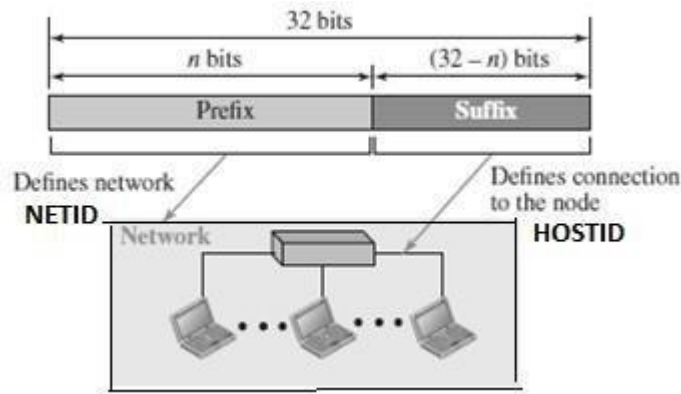 32 bits
n bits
(32 – n) bits
Prefix
Suffix
Defines network
NETID
Defines connection
to the node
HOSTID
Network